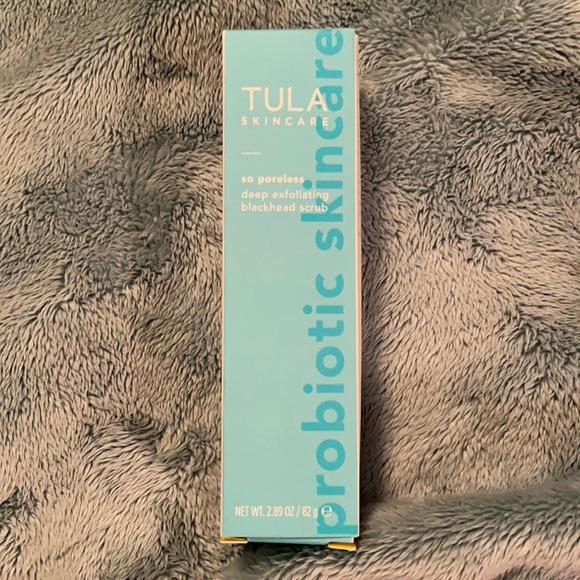 TULA
SKINCARE
so poreless
deep exfoliating
blackhead scrub
probiotic skincare
NET WT. 2.89 OZ / 82 g ℮